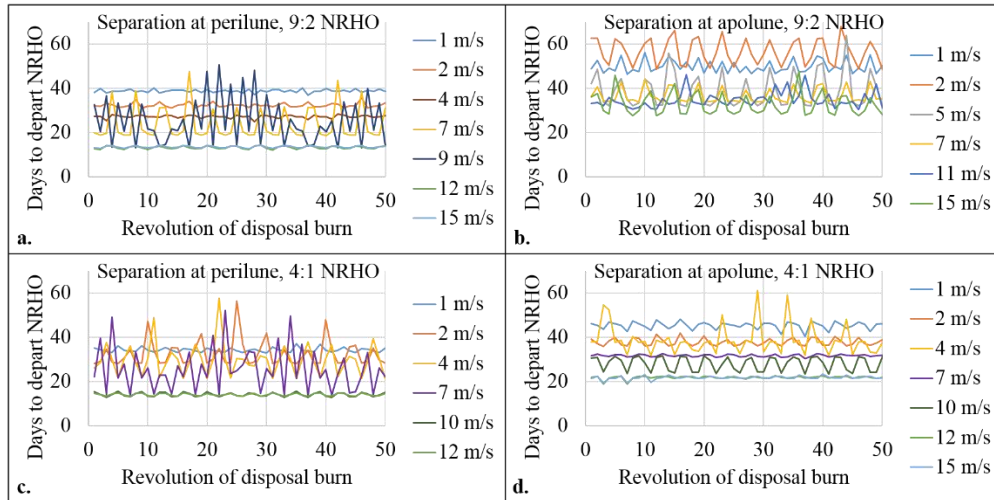 Separation at perilune, 9:2 NRHO
Days to depart NRHO
60
40
20
0
0 10 20 30 40 50
Revolution of disposal burn
1 m/s
2 m/s
4 m/s
7 m/s
9 m/s
12 m/s
15 m/s
a.
Separation at apolune, 9:2 NRHO
Days to depart NRHO
60
40
20
0
0 10 20 30 40 50
Revolution of disposal burn
1 m/s
2 m/s
5 m/s
7 m/s
11 m/s
15 m/s
b.
Separation at perilune, 4:1 NRHO
Days to depart NRHO
60
40
20
0
0 10 20 30 40 50
Revolution of disposal burn
1 m/s
2 m/s
4 m/s
7 m/s
10 m/s
12 m/s
c.
Separation at apolune, 4:1 NRHO
Days to depart NRHO
60
40
20
0
0 10 20 30 40 50
Revolution of disposal burn
1 m/s
2 m/s
4 m/s
7 m/s
10 m/s
12 m/s
15 m/s
d.